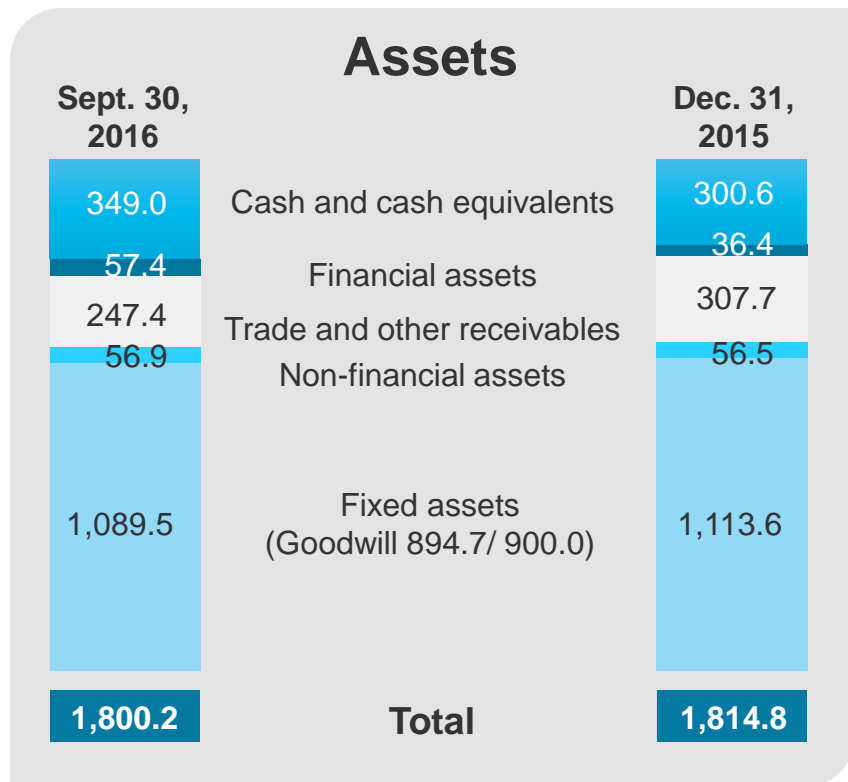 Assets
Sept. 30,
2016
Dec. 31,
2015
349.0
Cash and cash equivalents
300.6
57.4
Financial assets
36.4
247.4
Trade and other receivables
307.7
56.9
Non-financial assets
56.5
1,089.5
Fixed assets
(Goodwill 894.7/ 900.0)
1,113.6
1,800.2
Total
1,814.8